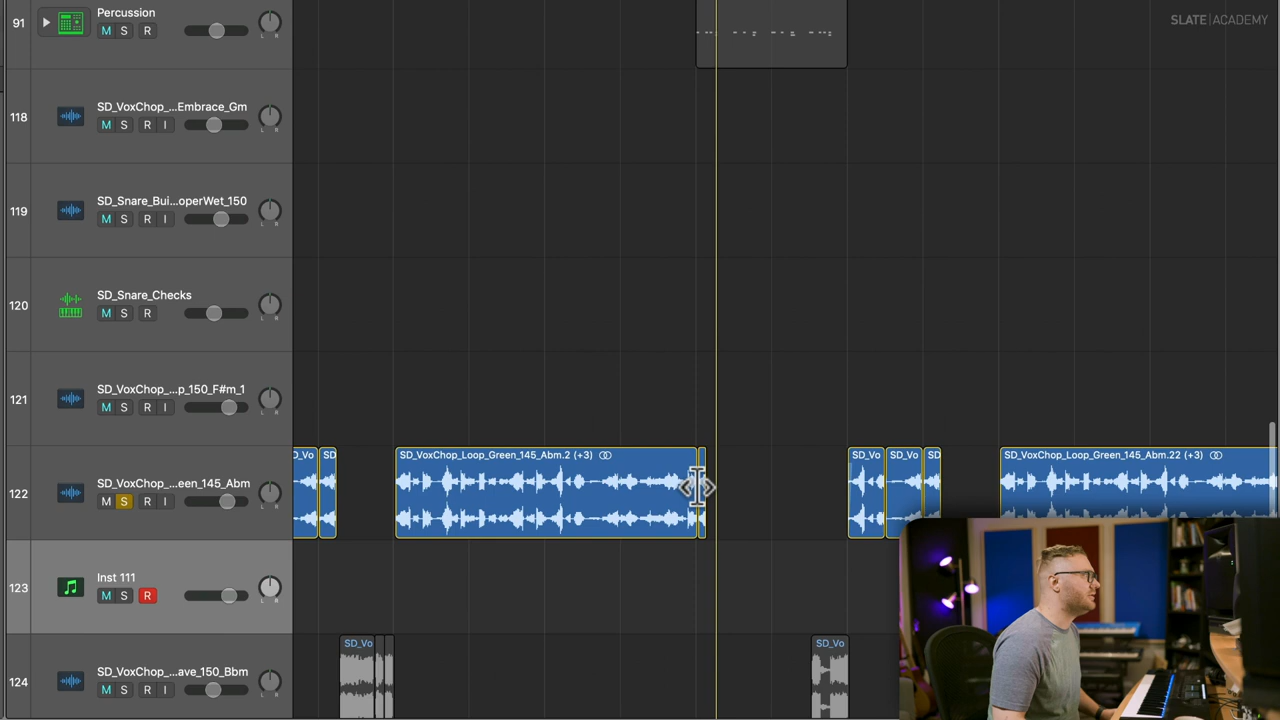 SLATE|ACADEMY
91 Percussion
M S R
L R
118 SD_VoxChop_...Embrace_Gm
M S R I
L R
119 SD_Snare_Bui...operWet_150
M S R I
L R
120 SD_Snare_Checks
M S R
L R
121 SD_VoxChop_...p_150_F#m_1
M S R I
L R
122 SD_VoxChop_...een_145_Abm
M S R I
L R
D_Vo SD SD_VoxChop_Loop_Green_145_Abm.2 (+3) SD_Vo SD_Vo SD SD_VoxChop_Loop_Green_145_Abm.22 (+3)
123 Inst 111
M S R
L R
124 SD_VoxChop_...ave_150_Bbm
M S R I
L R
SD_Vo SD_Vo